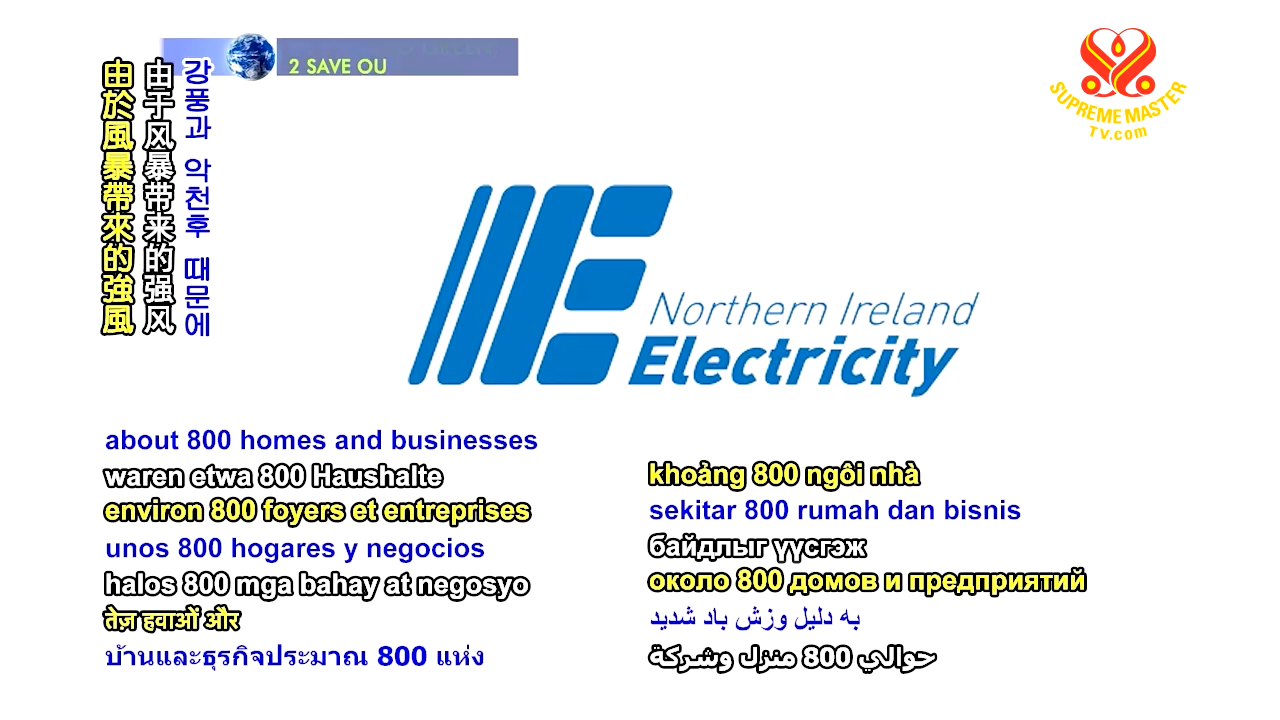 2 SAVE OU
SUPREME MASTER
Tv.com
由於風暴帶來的強風
由于风暴带来的强风
강풍과 악천후 때문에
Northern Ireland
Electricity
about 800 homes and businesses
waren etwa 800 Haushalte
environ 800 foyers et entreprises
unos 800 hogares y negocios
halos 800 mga bahay at negosyo
तेज़ हवाओं और
บ้านและธุรกิจประมาณ 800 แห่ง
khoảng 800 ngôi nhà
sekitar 800 rumah dan bisnis
байдлыг үүсгэж
около 800 домов и предприятий
به دلیل وزش باد شدید
حوالي 800 منزل وشركة